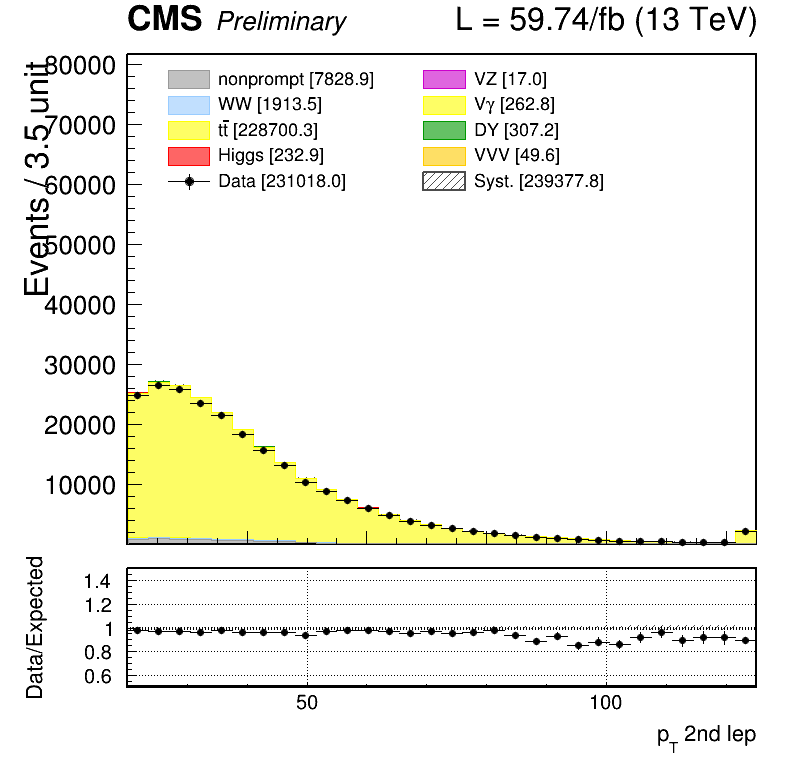 CMS Preliminary L = 59.74/fb (13 TeV)
Events / 3.5 unit
80000
70000
60000
50000
40000
30000
20000
10000
nonprompt [7828.9]
WW [1913.5]
tt̄ [228700.3]
Higgs [232.9]
Data [231018.0]
VZ [17.0]
Vγ [262.8]
DY [307.2]
VVV [49.6]
Syst. [239377.8]
Data/Expected
1.4
1.2
1
0.8
0.6
50 100
p_T 2nd lep